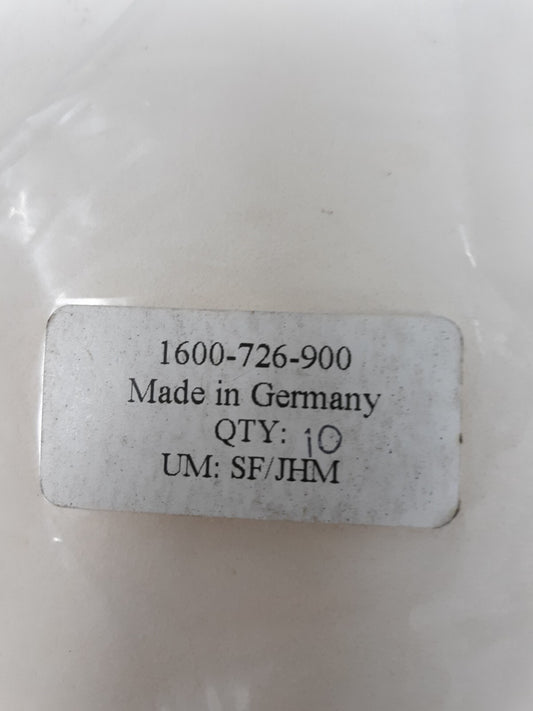 1600-726-900
Made in Germany
QTY: 10
UM: SF/JHM